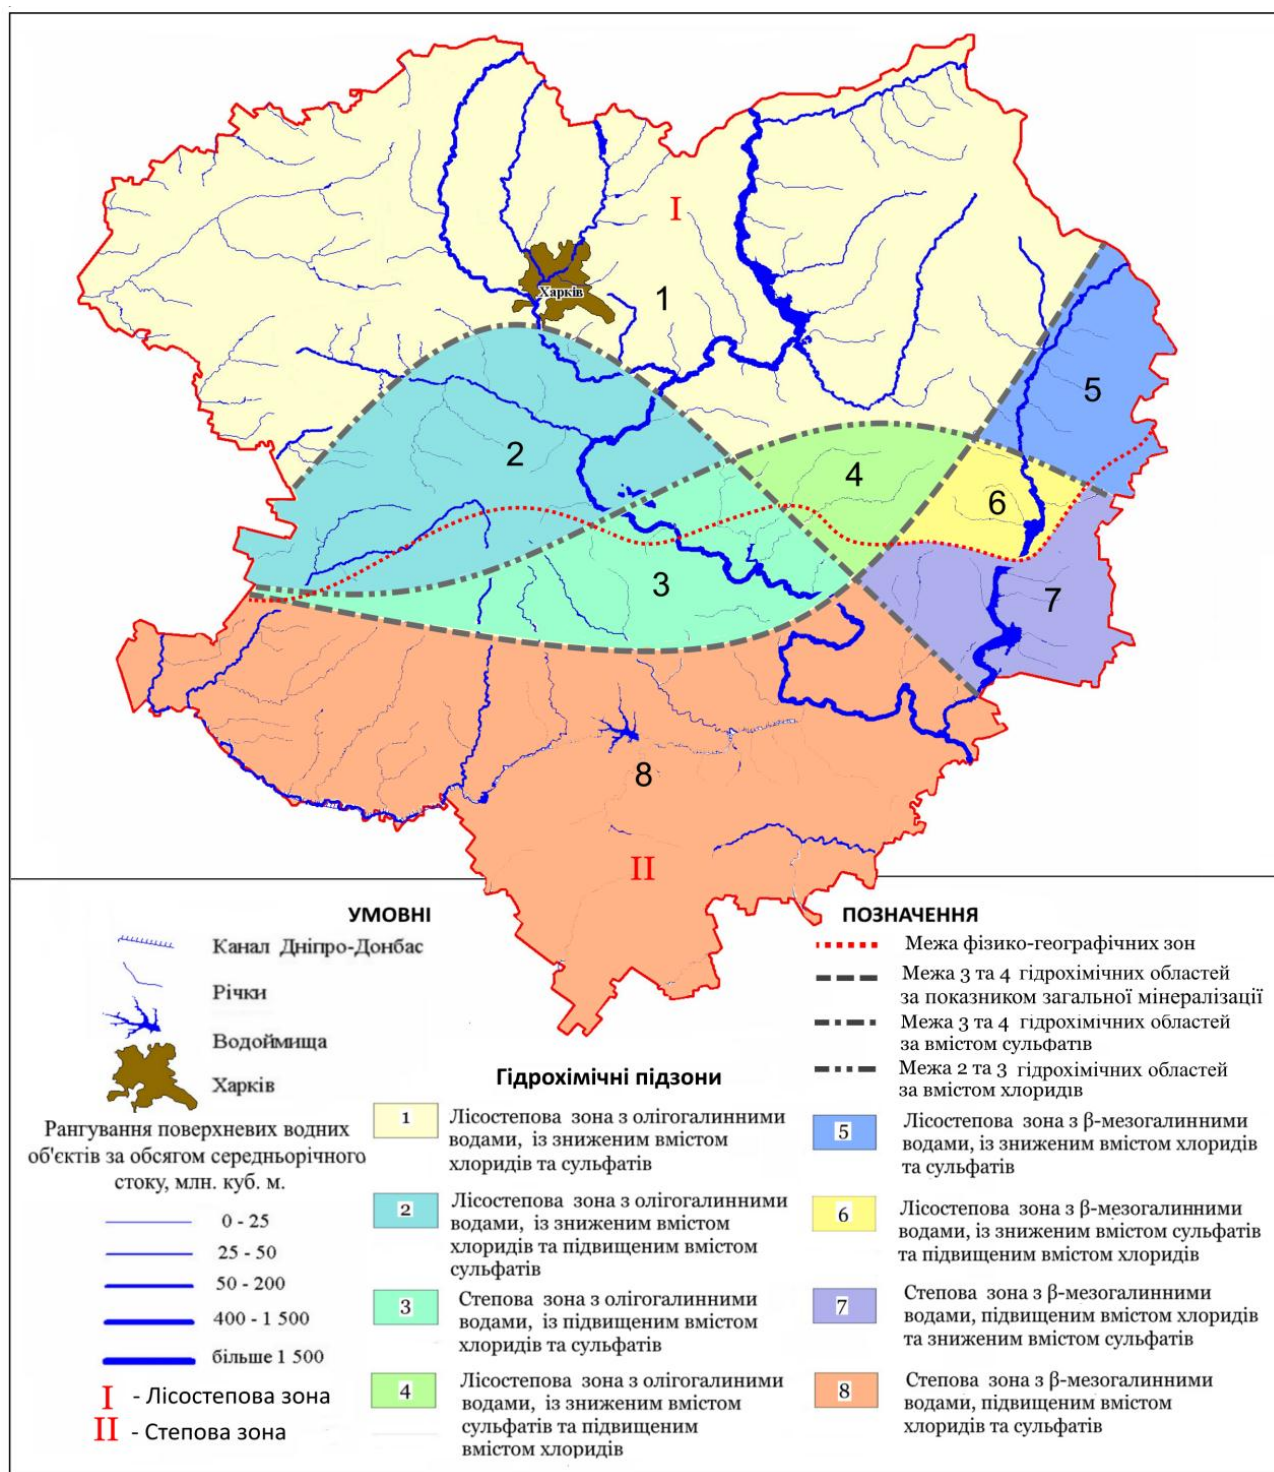 I
Харків
1
5
2
4
6
3
7
8
II
УМОВНІ
ПОЗНАЧЕННЯ
Канал Дніпро-Донбас
Річки
Водоймища
Харків
Рангування поверхневих водних
об'єктів за обсягом середньорічного
стоку, млн. куб. м.
0 - 25
25 - 50
50 - 200
400 - 1 500
більше 1 500
I - Лісостепова зона
II - Степова зона
Межа фізико-географічних зон
Межа 3 та 4 гідрохімічних областей
за показником загальної мінералізації
Межа 3 та 4 гідрохімічних областей
за вмістом сульфатів
Межа 2 та 3 гідрохімічних областей
за вмістом хлоридів
Гідрохімічні підзони
1 Лісостепова зона з олігогалинними
водами, із зниженим вмістом
хлоридів та сульфатів
2 Лісостепова зона з олігогалинними
водами, із зниженим вмістом
хлоридів та підвищеним вмістом
сульфатів
3 Степова зона з олігогалинними
водами, із підвищеним вмістом
хлоридів та сульфатів
4 Лісостепова зона з олігогалиними
водами, із зниженим вмістом
сульфатів та підвищеним
вмістом хлоридів
5 Лісостепова зона з β-мезогалинними
водами, із зниженим вмістом хлоридів
та сульфатів
6 Лісостепова зона з β-мезогалинними
водами, із зниженим вмістом сульфатів
та підвищеним вмістом хлоридів
7 Степова зона з β-мезогалинними
водами, підвищеним вмістом хлоридів
та зниженим вмістом сульфатів
8 Степова зона з β-мезогалинними
водами, підвищеним вмістом
хлоридів та сульфатів